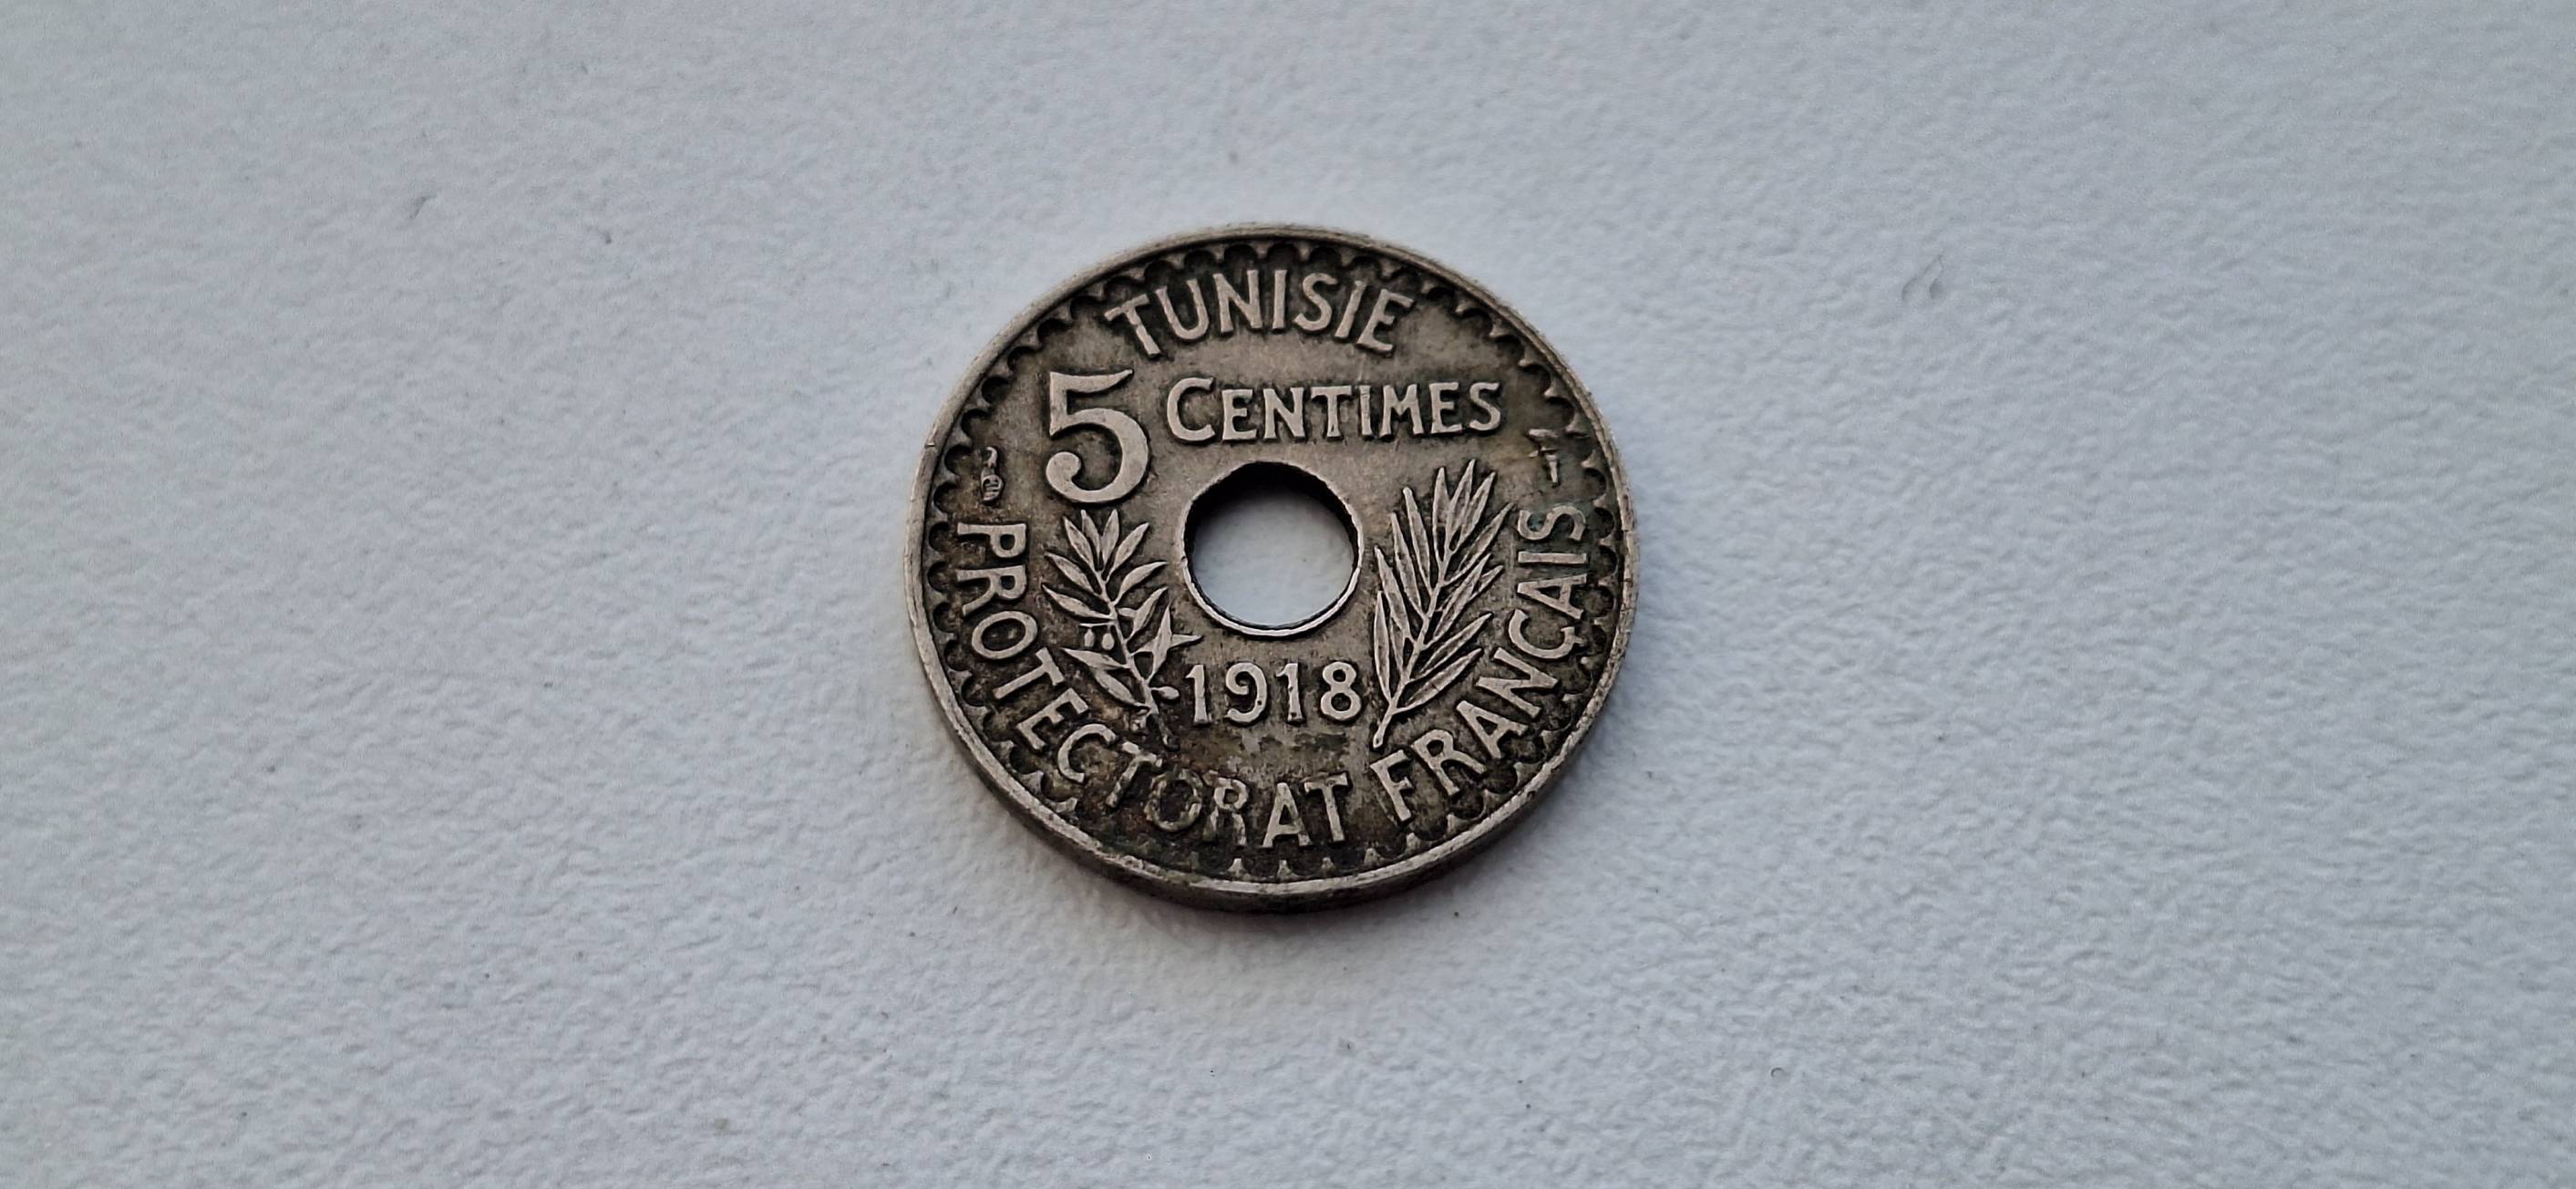 TUNISIE
5 CENTIMES
1918
PROTECTORAT FRANÇAIS